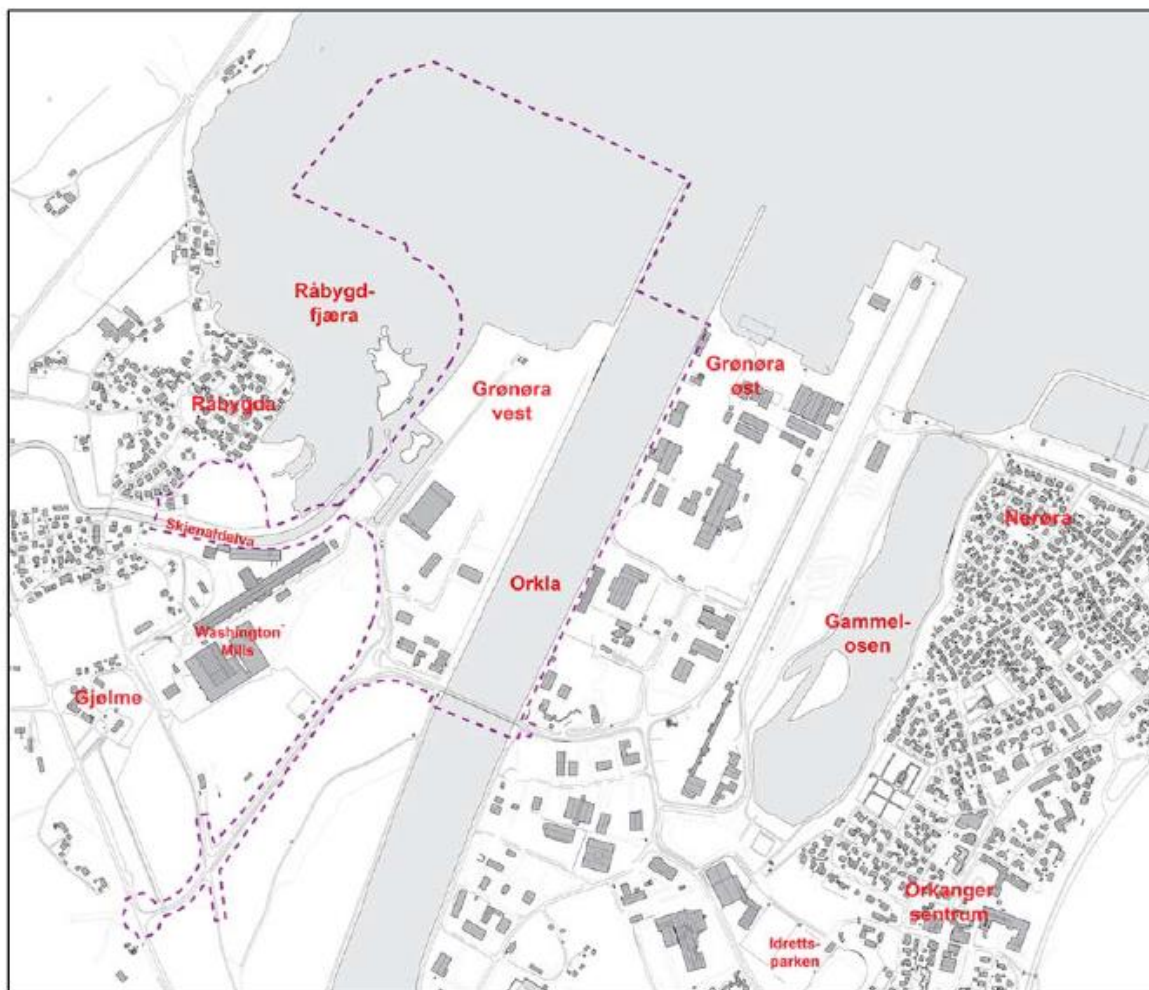 Råbygd-
fjæra
Grønøra
vest
Grønøra
øst
Råbygda
Skjenaldelva
Nerøra
Orkla
Gammel-
osen
Washington
Mills
Gjølme
Orkanger
sentrum
Idretts-
parken